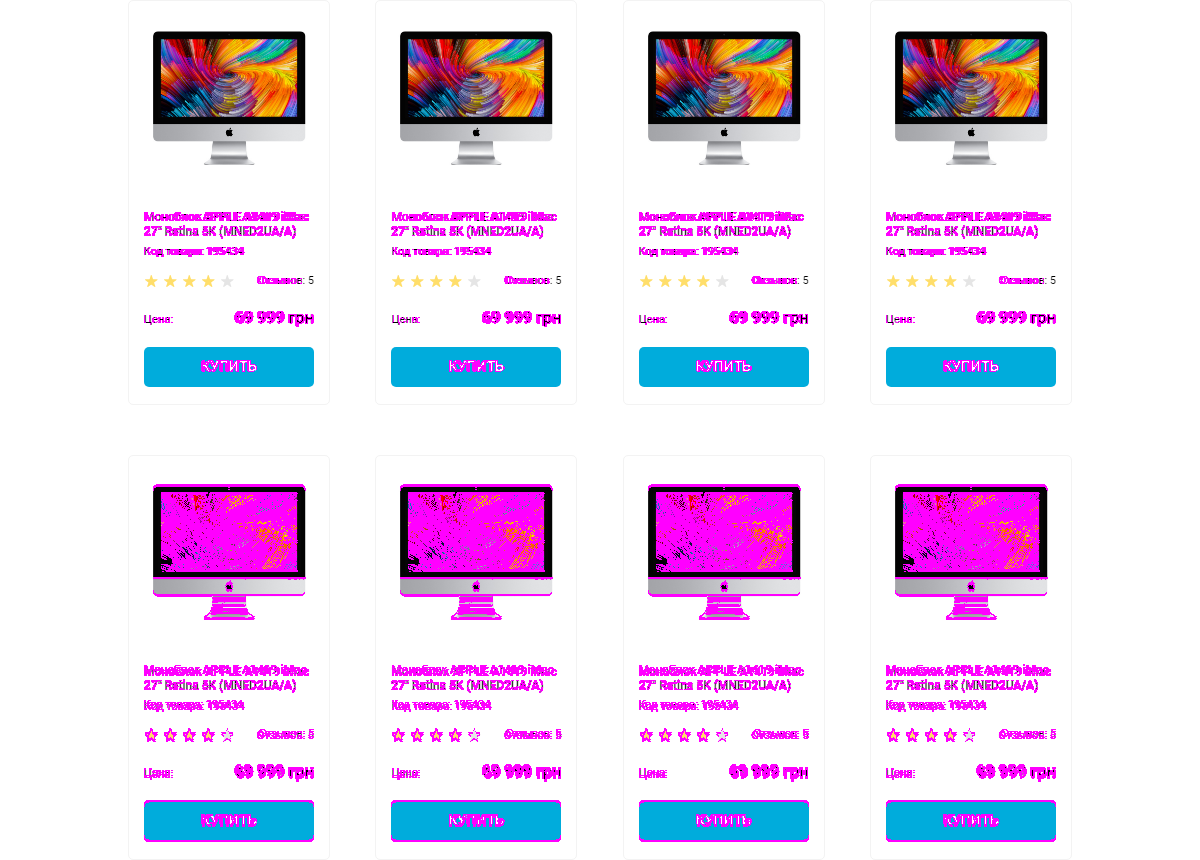 Моноблок APPLE A1419 iMac
27" Retina 5K (MNED2UA/A)
Код товара: 195434
Отзывов: 5
Цена: 69 999 грн
КУПИТЬ
Моноблок APPLE A1419 iMac
27" Retina 5K (MNED2UA/A)
Код товара: 195434
Отзывов: 5
Цена: 69 999 грн
КУПИТЬ
Моноблок APPLE A1419 iMac
27" Retina 5K (MNED2UA/A)
Код товара: 195434
Отзывов: 5
Цена: 69 999 грн
КУПИТЬ
Моноблок APPLE A1419 iMac
27" Retina 5K (MNED2UA/A)
Код товара: 195434
Отзывов: 5
Цена: 69 999 грн
КУПИТЬ
Моноблок APPLE A1419 iMac
27" Retina 5K (MNED2UA/A)
Код товара: 195434
Отзывов: 5
Цена: 69 999 грн
КУПИТЬ
Моноблок APPLE A1419 iMac
27" Retina 5K (MNED2UA/A)
Код товара: 195434
Отзывов: 5
Цена: 69 999 грн
КУПИТЬ
Моноблок APPLE A1419 iMac
27" Retina 5K (MNED2UA/A)
Код товара: 195434
Отзывов: 5
Цена: 69 999 грн
КУПИТЬ
Моноблок APPLE A1419 iMac
27" Retina 5K (MNED2UA/A)
Код товара: 195434
Отзывов: 5
Цена: 69 999 грн
КУПИТЬ